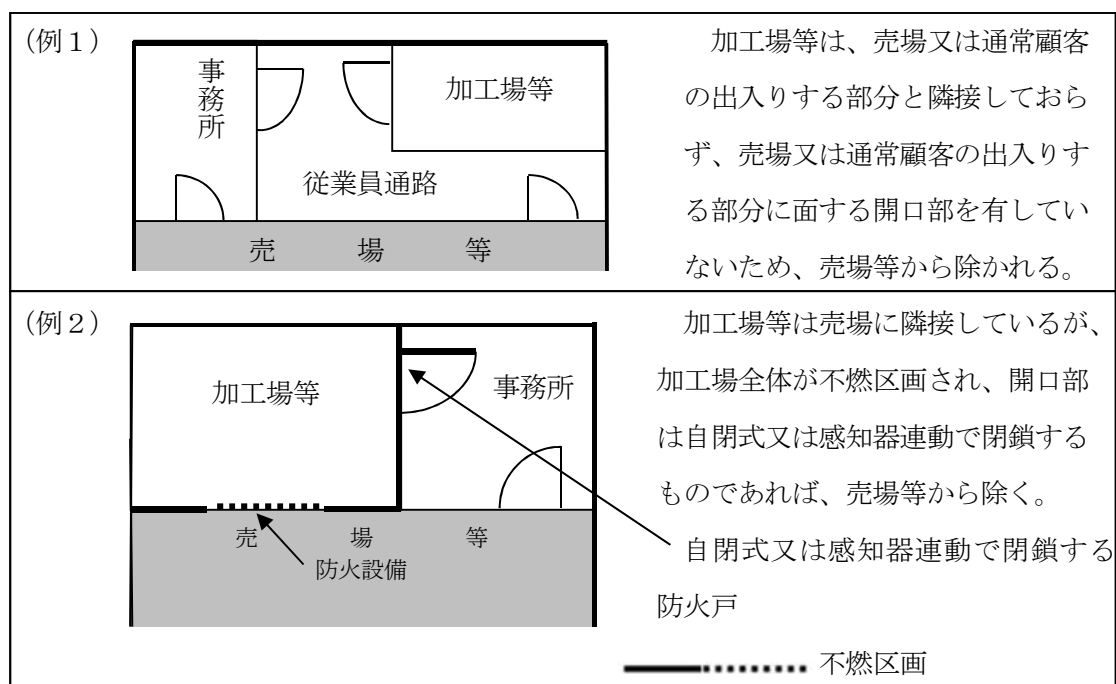 （例１）
事務所
加工場等
従業員通路
売場等
加工場等は、売場又は通常顧客
の出入りする部分と隣接しておら
ず、売場又は通常顧客の出入りす
る部分に面する開口部を有してい
ないため、売場等から除かれる。
（例２）
加工場等
事務所
売場等
防火設備
加工場等は売場に隣接しているが、
加工場全体が不燃区画され、開口部
は自閉式又は感知器連動で閉鎖する
ものであれば、売場等から除く。
自閉式又は感知器連動で閉鎖する
防火戸
不燃区画